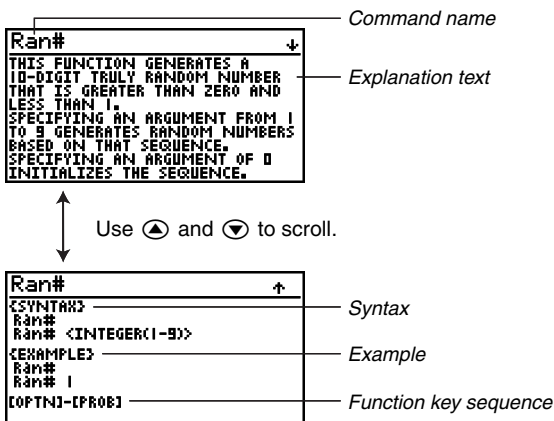 Command name
Ran# ↓
Explanation text
THIS FUNCTION GENERATES A
10-DIGIT TRULY RANDOM NUMBER
THAT IS GREATER THAN ZERO AND
LESS THAN 1.
SPECIFYING AN ARGUMENT FROM 1
TO 9 GENERATES RANDOM NUMBERS
BASED ON THAT SEQUENCE.
SPECIFYING AN ARGUMENT OF 0
INITIALIZES THE SEQUENCE.
Use ▲ and ▼ to scroll.
Ran# ↑
{SYNTAX}
Syntax
Ran#
Ran# <INTEGER(1-9)>
{EXAMPLE}
Example
Ran#
Ran# 1
[OPTN]-[PROB]
Function key sequence